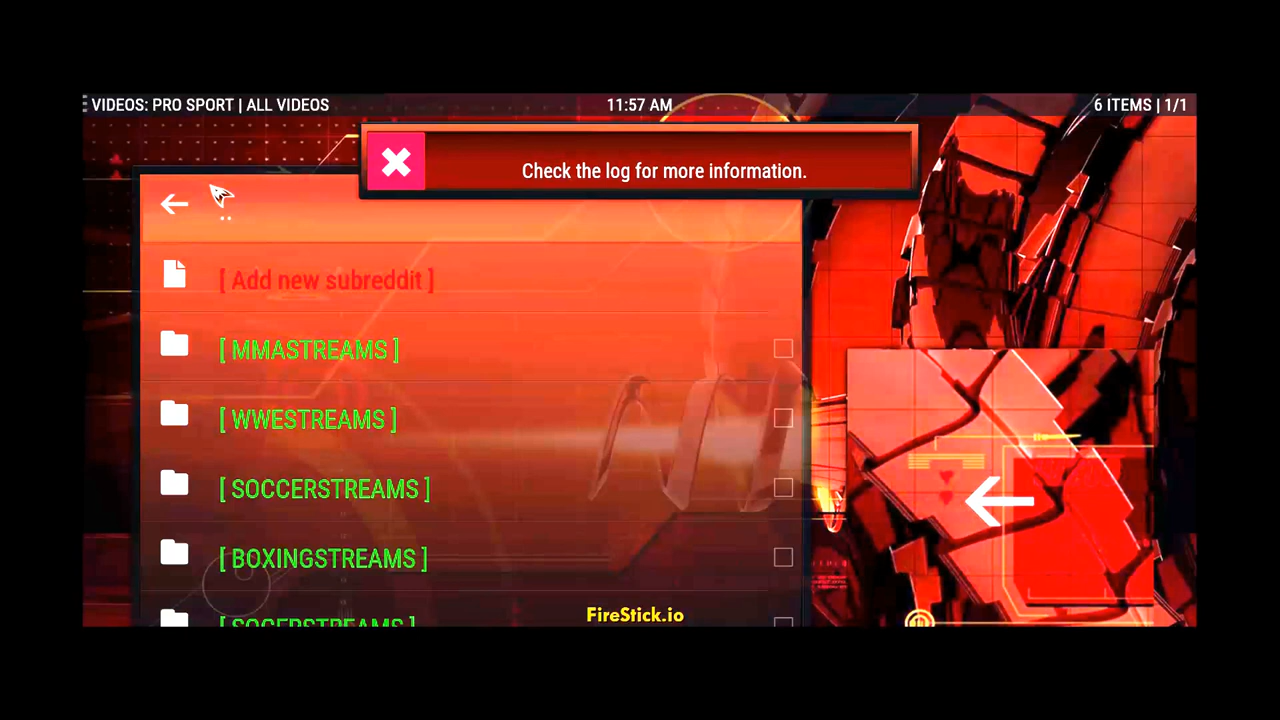 VIDEOS: PRO SPORT | ALL VIDEOS
11:57 AM
6 ITEMS | 1/1
Check the log for more information.
..
[ Add new subreddit ]
[ MMASTREAMS ]
[ WWESTREAMS ]
[ SOCCERSTREAMS ]
[ BOXINGSTREAMS ]
FireStick.io